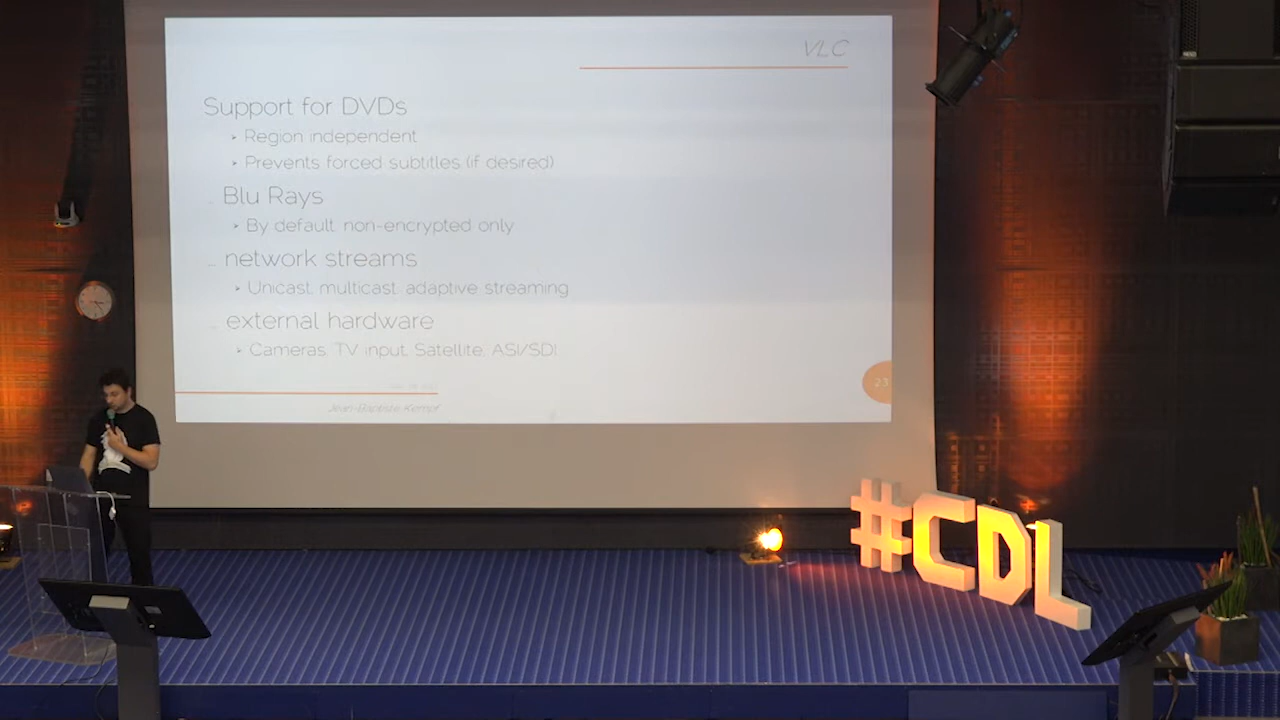 VLC
Support for DVDs
Region independent
Prevents forced subtitles (if desired)
Blu Rays
By default, non-encrypted only
network streams
Unicast, multicast, adaptive streaming
external hardware
Cameras, TV input, Satellite, ASI/SDI
23
Jean-Baptiste Kempf
#CDL